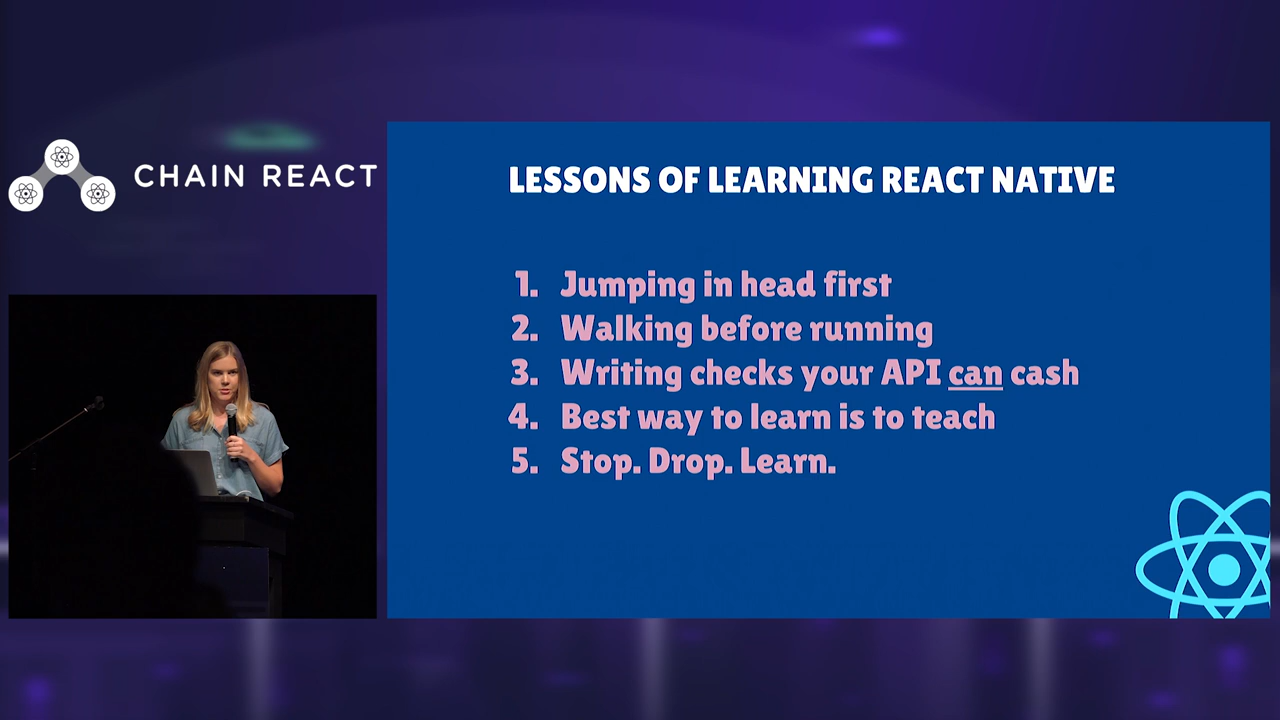 CHAIN REACT
LESSONS OF LEARNING REACT NATIVE
1. Jumping in head first
2. Walking before running
3. Writing checks your API can cash
4. Best way to learn is to teach
5. Stop. Drop. Learn.